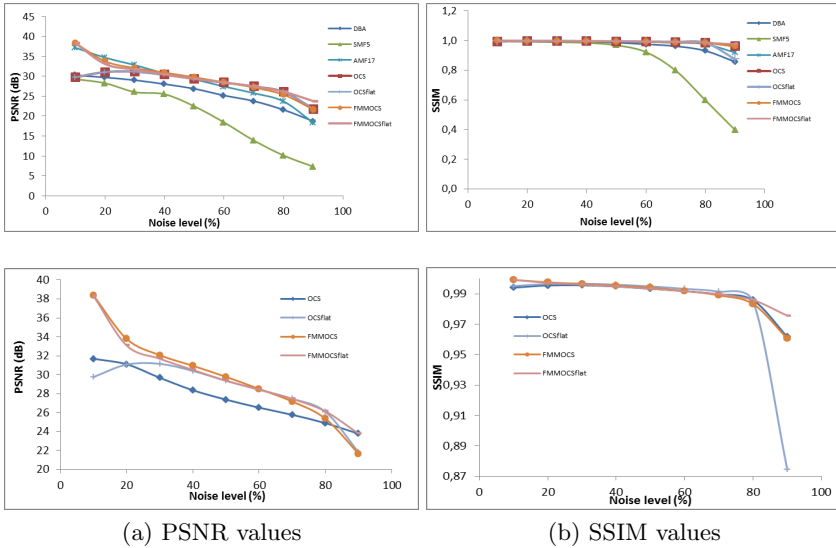 PSNR (dB)
45
40
35
30
25
20
15
10
5
0
0
20
40
60
80
100
Noise level (%)
DBA
SMF5
AMF17
OCS
OCSflat
FMMOCS
FMMOCSflat
SSIM
1,2
1,0
0,8
0,6
0,4
0,2
0,0
0
20
40
60
80
100
Noise level (%)
DBA
SMF5
AMF17
OCS
OCSflat
FMMOCS
FMMOCSflat
PSNR (dB)
40
38
36
34
32
30
28
26
24
22
20
0
20
40
60
80
100
Noise level (%)
OCS
OCSflat
FMMOCS
FMMOCSflat
SSIM
0,99
0,97
0,95
0,93
0,91
0,89
0,87
0
20
40
60
80
100
Noise level (%)
OCS
OCSflat
FMMOCS
FMMOCSflat
(a) PSNR values
(b) SSIM values